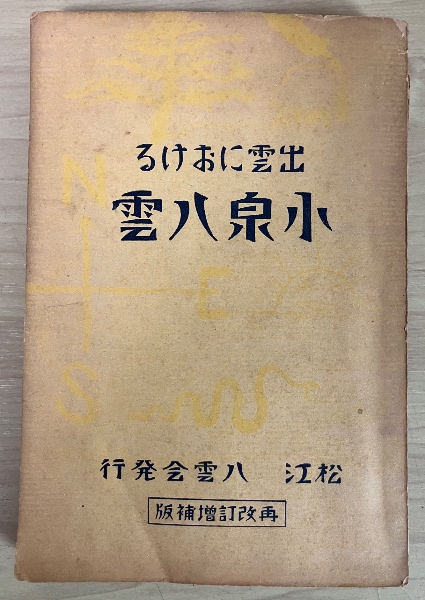 出雲における
小泉八雲
N
E
S
松江 八雲会発行
再改訂増補版